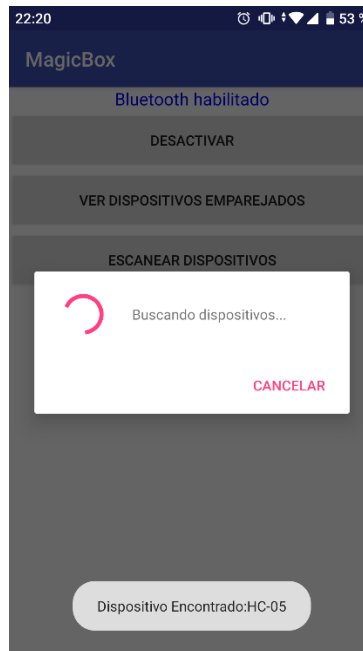 22:20 53 %
MagicBox
Bluetooth habilitado
DESACTIVAR
VER DISPOSITIVOS EMPAREJADOS
ESCANEAR DISPOSITIVOS
Buscando dispositivos...
CANCELAR
Dispositivo Encontrado:HC-05